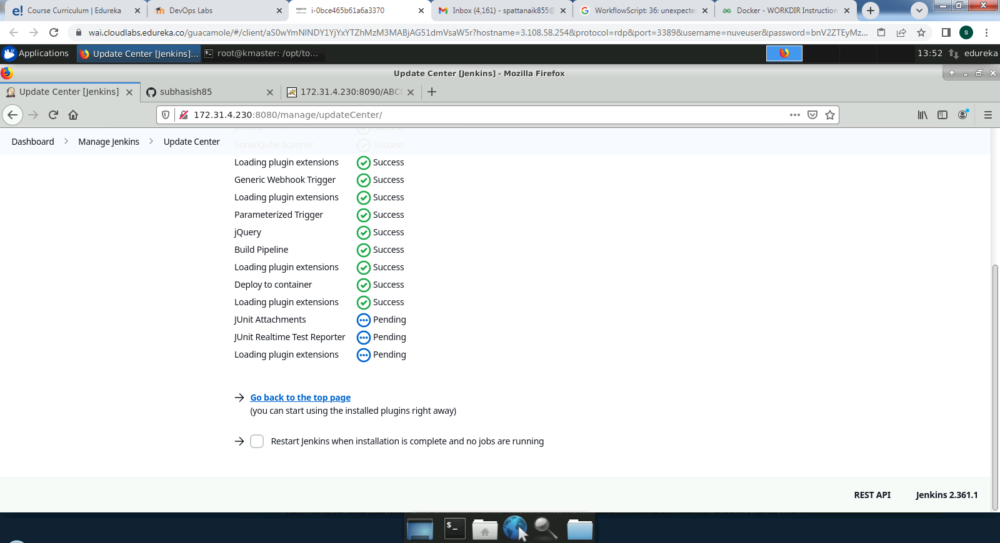 Course Curriculum | Edureka
DevOps Labs
i-0bce465b61a6a3370
Inbox (4,161) - spattanaik855@
WorkflowScript: 36: unexpecte
Docker - WORKDIR Instruction
wai.cloudlabs.edureka.co/guacamole/#/client/aS0wYmNlNDY1YjYxYTZhMzM3MABjAG51dmVsaW5r?hostname=3.108.58.254&protocol=rdp&port=3389&username=nuveuser&password=bnV2ZTEyMz...
S
Applications
Update Center [Jenkins]...
root@kmaster: /opt/to...
13:52
edureka
Update Center [Jenkins] - Mozilla Firefox
Update Center [Jenkins]
subhasish85
172.31.4.230:8090/ABCt
172.31.4.230:8080/manage/updateCenter/
Dashboard
Manage Jenkins
Update Center
SonarQube Scanner Success
Loading plugin extensions Success
Generic Webhook Trigger Success
Loading plugin extensions Success
Parameterized Trigger Success
jQuery Success
Build Pipeline Success
Loading plugin extensions Success
Deploy to container Success
Loading plugin extensions Success
JUnit Attachments Pending
JUnit Realtime Test Reporter Pending
Loading plugin extensions Pending
Go back to the top page
(you can start using the installed plugins right away)
Restart Jenkins when installation is complete and no jobs are running
REST API
Jenkins 2.361.1